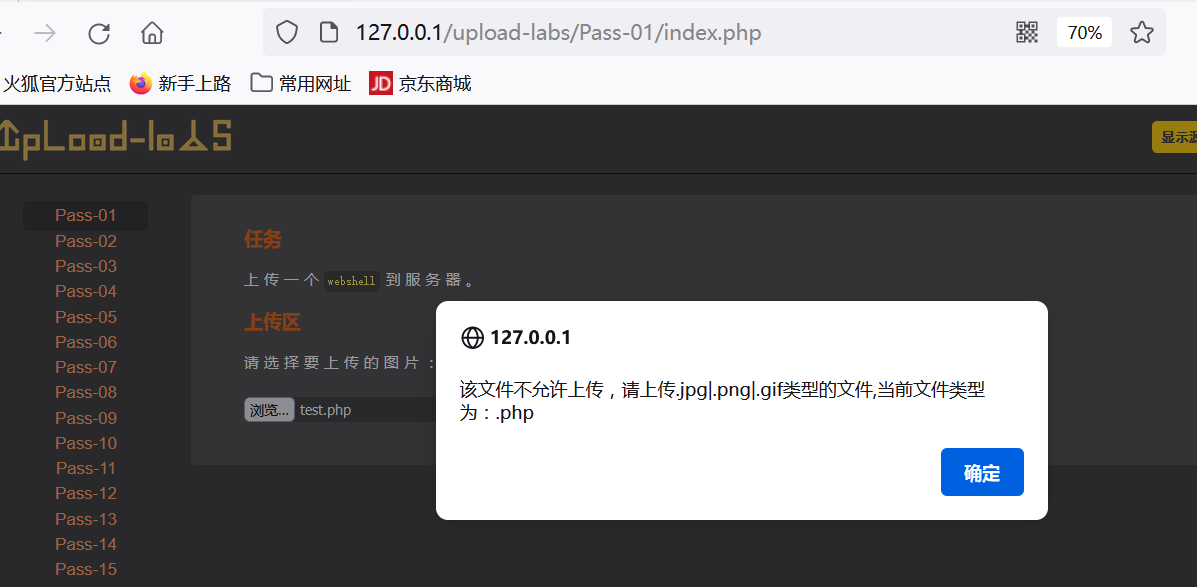 127.0.0.1/upload-labs/Pass-01/index.php 70%
火狐官方站点 新手上路 常用网址 JD 京东商城
UpLoad-labs
显示源
Pass-01
Pass-02
Pass-03
Pass-04
Pass-05
Pass-06
Pass-07
Pass-08
Pass-09
Pass-10
Pass-11
Pass-12
Pass-13
Pass-14
Pass-15
任务
上传一个 webshell 到服务器。
上传区
请选择要上传的图片：
浏览... test.php
127.0.0.1
该文件不允许上传，请上传.jpg|.png|.gif类型的文件,当前文件类型
为：.php
确定